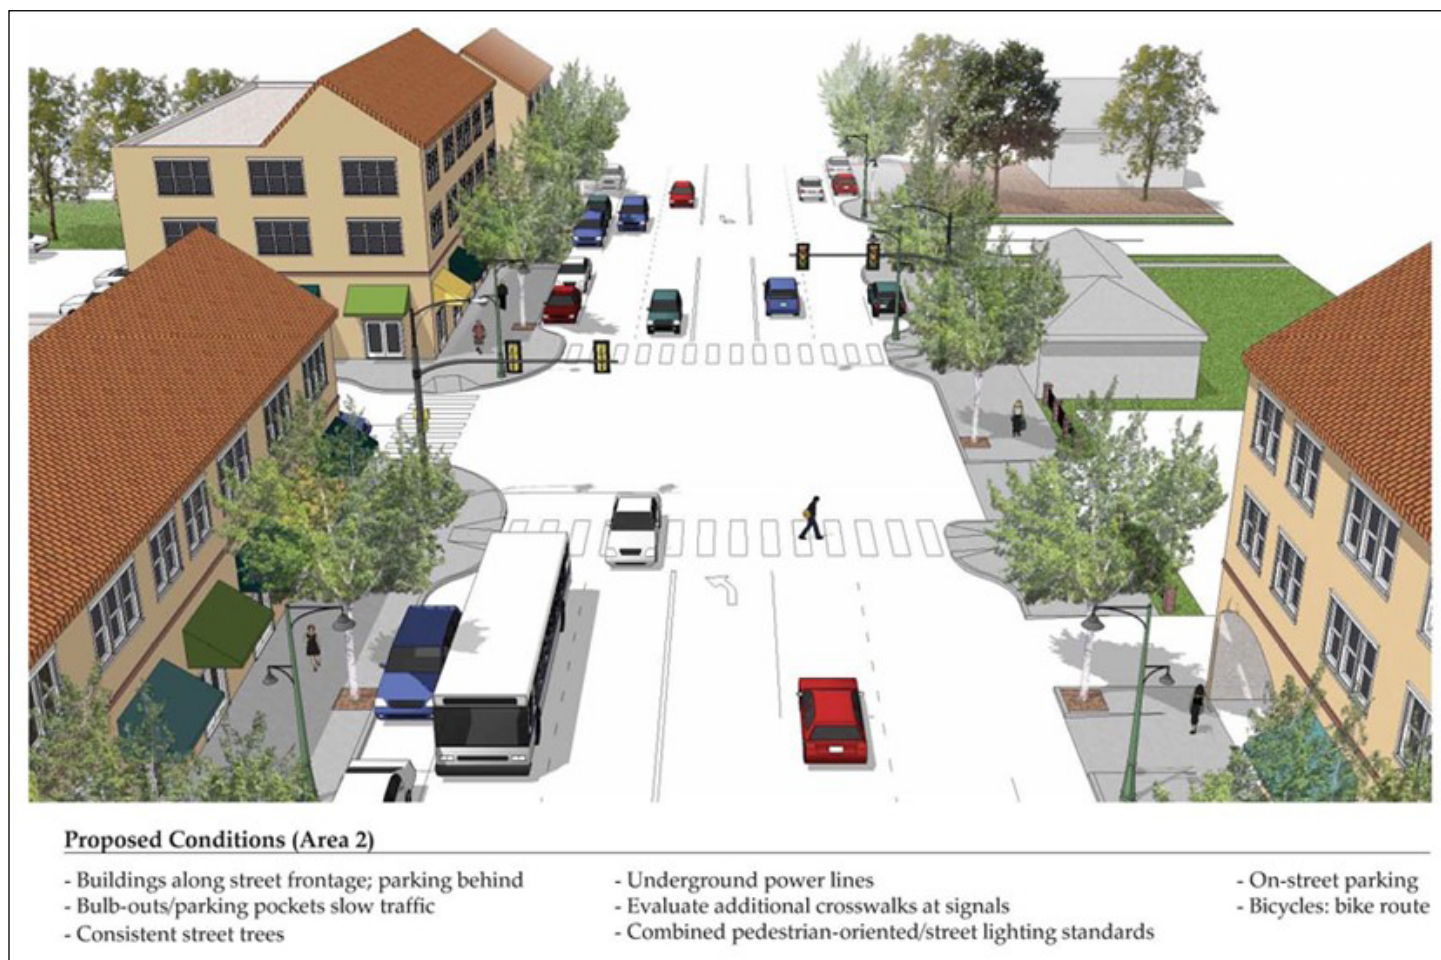 Proposed Conditions (Area 2)
- Buildings along street frontage; parking behind
- Bulb-outs/parking pockets slow traffic
- Consistent street trees
- Underground power lines
- Evaluate additional crosswalks at signals
- Combined pedestrian-oriented/street lighting standards
- On-street parking
- Bicycles: bike route